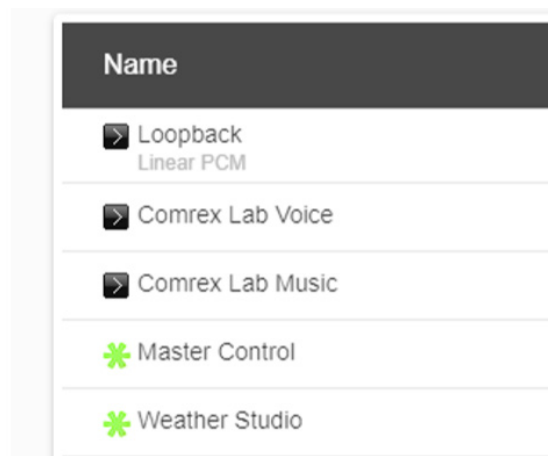 Name
Loopback
Linear PCM
Comrex Lab Voice
Comrex Lab Music
Master Control
Weather Studio